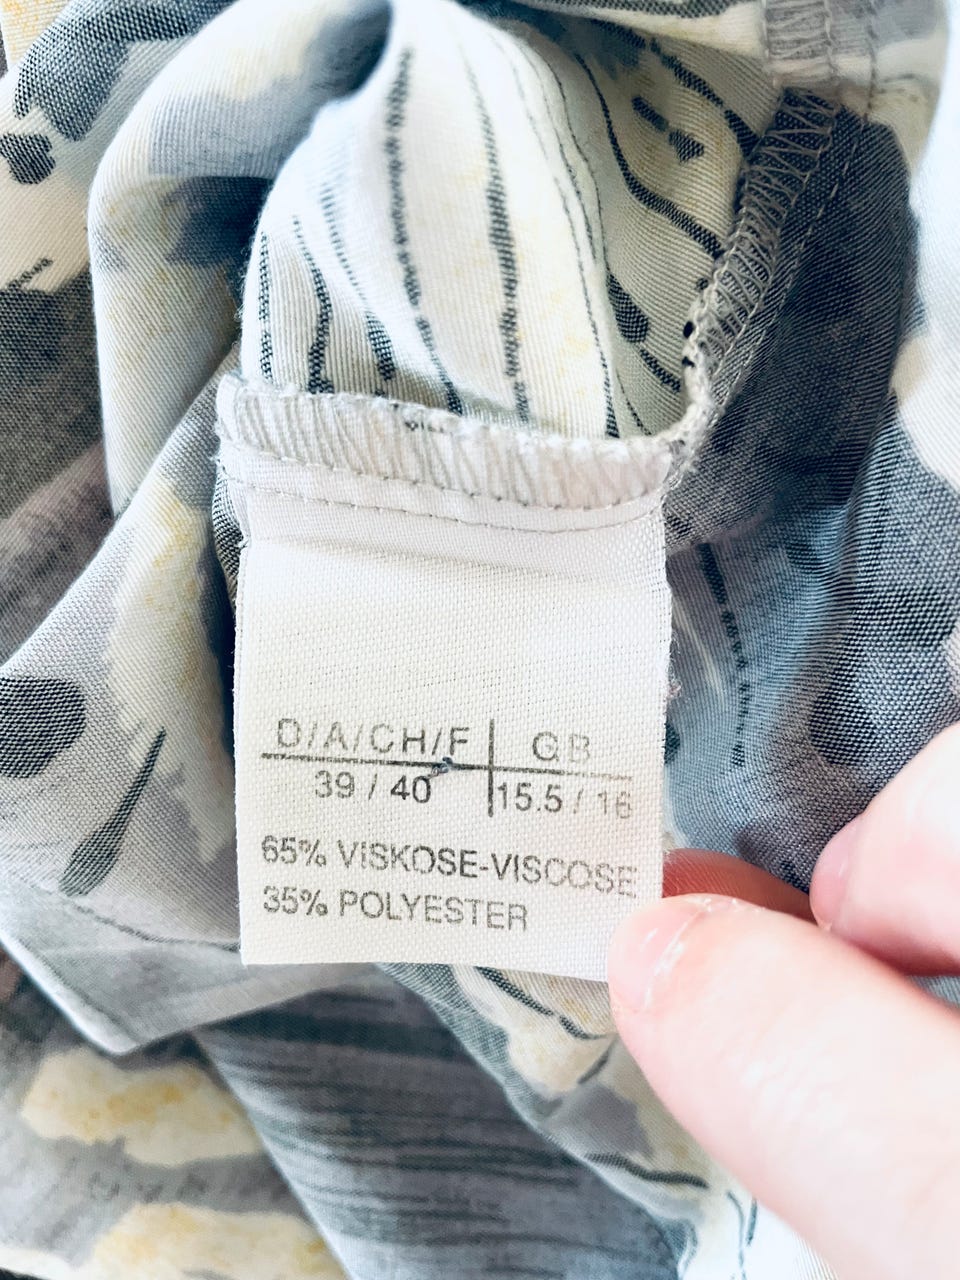 D/A/CH/F GB
39 / 40 15.5 / 16
65% VISKOSE-VISCOSE
35% POLYESTER